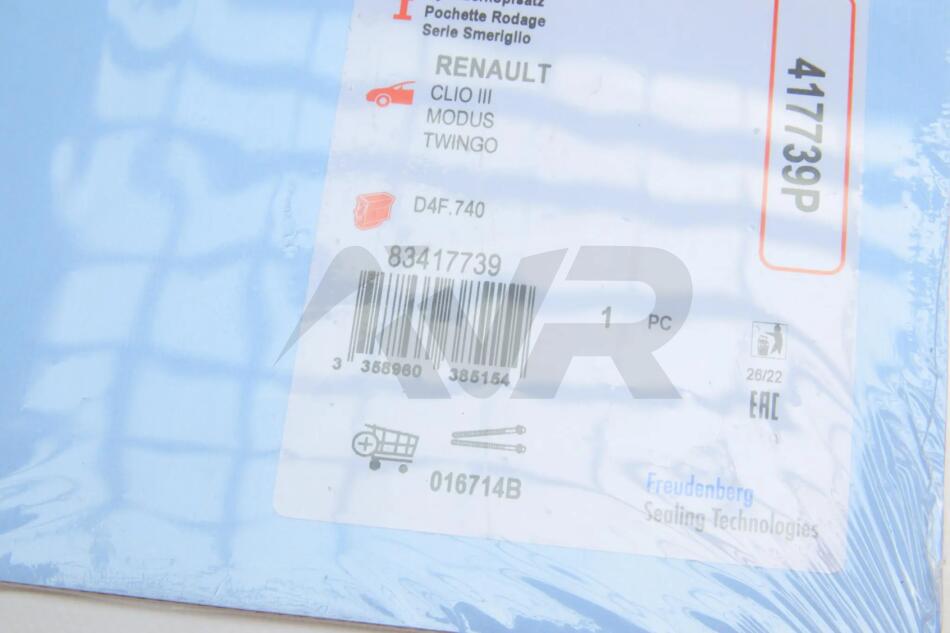 Pochette Rodage
Serie Smeriglio
RENAULT
CLIO III
MODUS
TWINGO
417739P
D4F.740
83417739
1 PC
3 358960 385154
26/22
EAC
016714B
Freudenberg
Sealing Technologies
NR